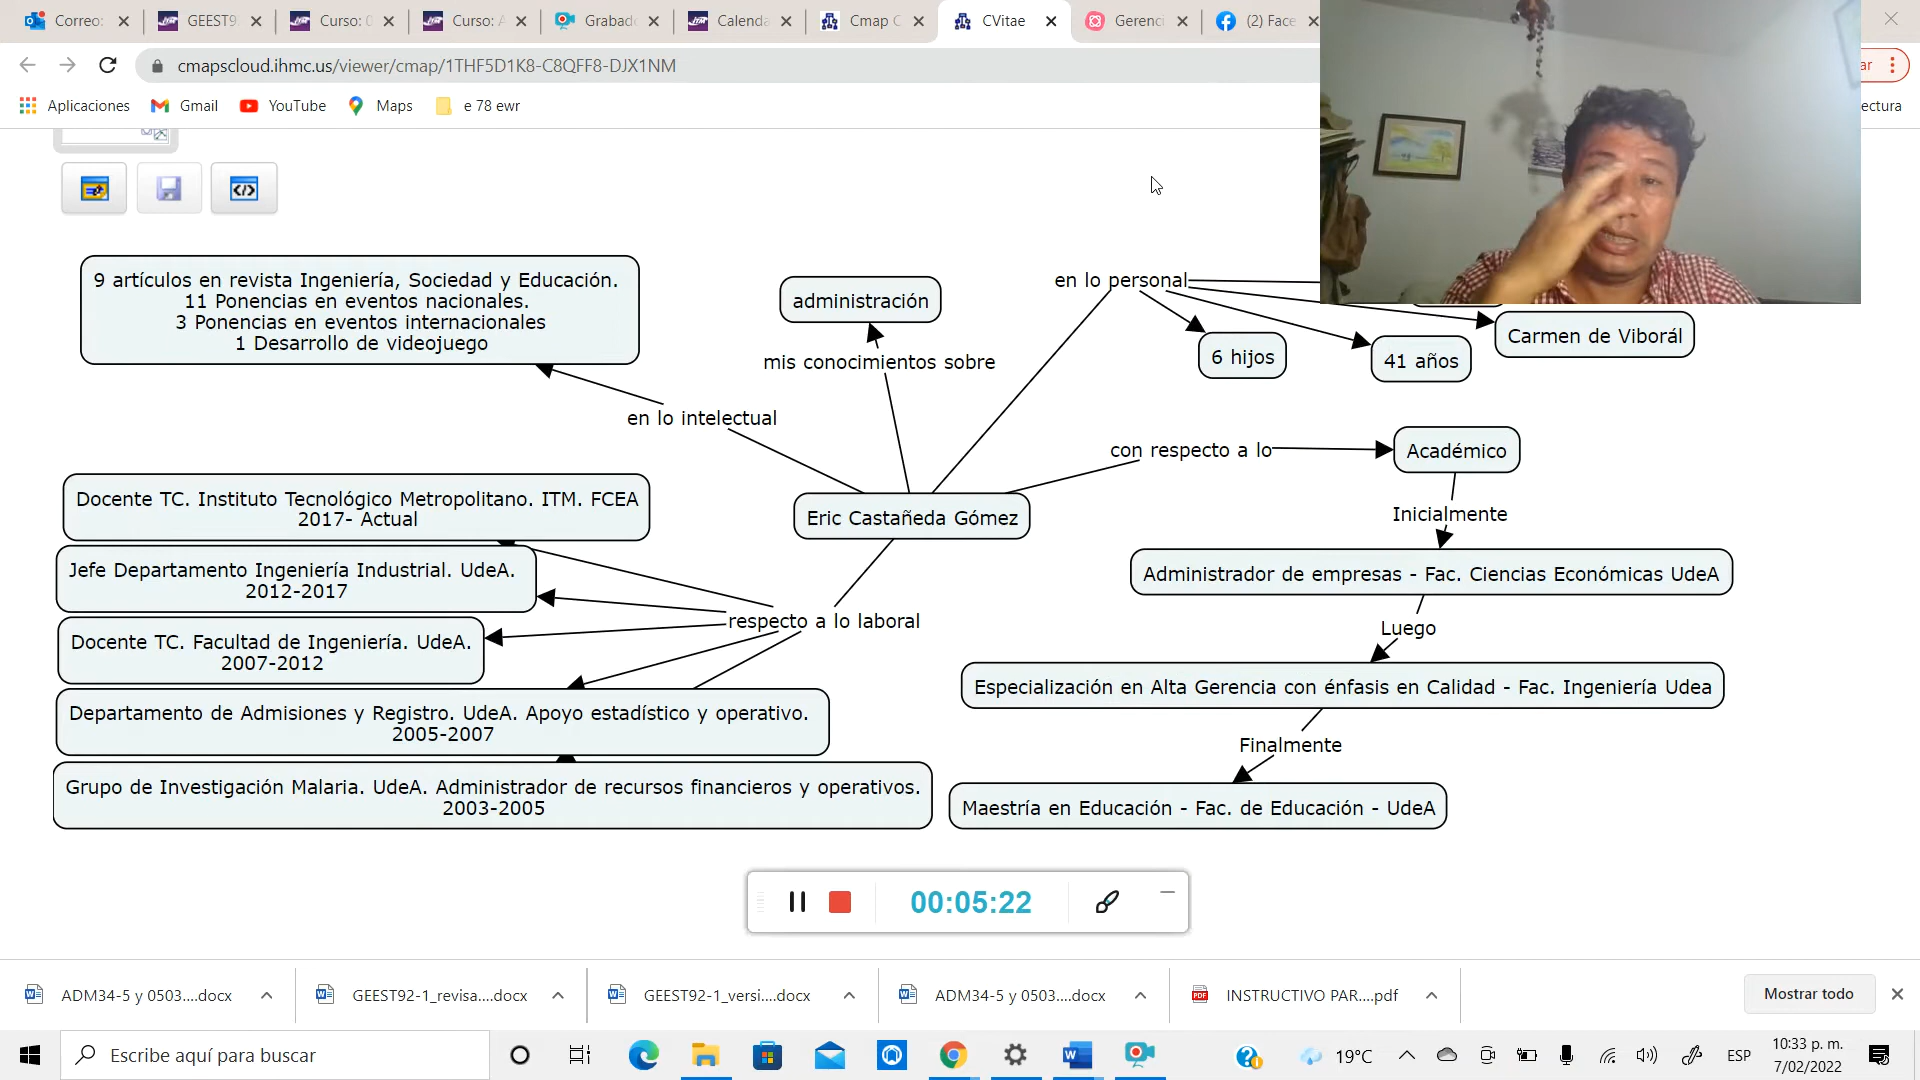 Correo:
GEEST9
Curso: 0
Curso: A
Grabad
Calenda
Cmap C
CVitae
Gerenci
(2) Face
cmapscloud.ihmc.us/viewer/cmap/1THF5D1K8-C8QFF8-DJX1NM
ar
Aplicaciones
Gmail
YouTube
Maps
e 78 ewr
ectura
9 artículos en revista Ingeniería, Sociedad y Educación.
11 Ponencias en eventos nacionales.
3 Ponencias en eventos internacionales
1 Desarrollo de videojuego
administración
mis conocimientos sobre
en lo personal
6 hijos
41 años
Carmen de Viborál
en lo intelectual
con respecto a lo
Académico
Docente TC. Instituto Tecnológico Metropolitano. ITM. FCEA
2017- Actual
Eric Castañeda Gómez
Inicialmente
Jefe Departamento Ingeniería Industrial. UdeA.
2012-2017
Administrador de empresas - Fac. Ciencias Económicas UdeA
respecto a lo laboral
Luego
Docente TC. Facultad de Ingeniería. UdeA.
2007-2012
Especialización en Alta Gerencia con énfasis en Calidad - Fac. Ingeniería Udea
Departamento de Admisiones y Registro. UdeA. Apoyo estadístico y operativo.
2005-2007
Finalmente
Grupo de Investigación Malaria. UdeA. Administrador de recursos financieros y operativos.
2003-2005
Maestría en Educación - Fac. de Educación - UdeA
00:05:22
ADM34-5 y 0503....docx
GEEST92-1_revisa....docx
GEEST92-1_versi....docx
ADM34-5 y 0503....docx
INSTRUCTIVO PAR....pdf
Mostrar todo
Escribe aquí para buscar
19°C
ESP
10:33 p. m.
7/02/2022